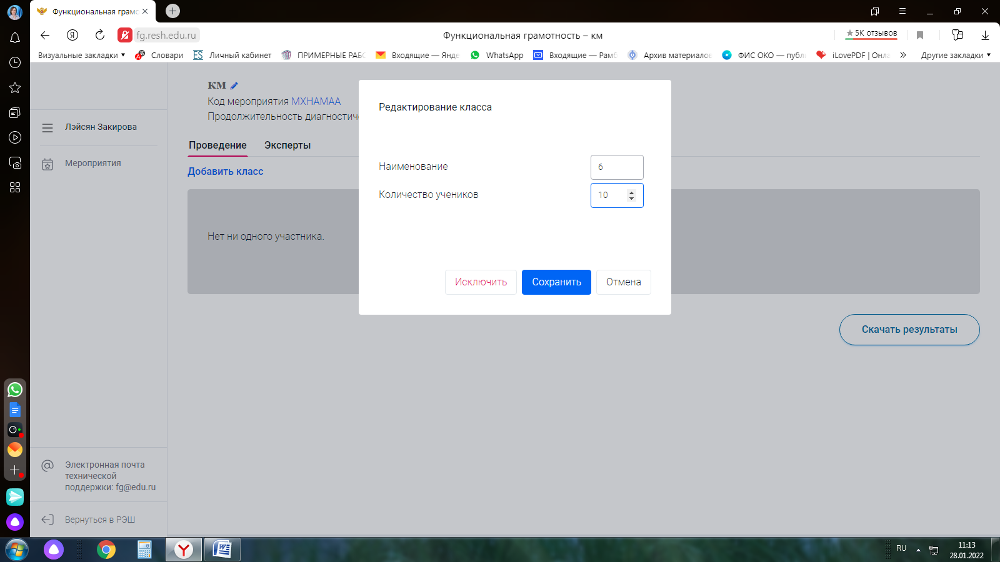 Функциональная грамо
fg.resh.edu.ru
Функциональная грамотность – км
5K отзывов
Визуальные закладки
Словари
Личный кабинет
ПРИМЕРНЫЕ РАБО
Входящие — Янде
WhatsApp
Входящие — Рамб
Архив материалов
ФИС ОКО — публ
iLovePDF | Онла
Другие закладки
Лэйсян Закирова
Мероприятия
Электронная почта
технической
поддержки: fg@edu.ru
Вернуться в РЭШ
км
Код мероприятия MXHAMAA
Продолжительность диагностич
Проведение
Эксперты
Добавить класс
Нет ни одного участника.
Редактирование класса
Наименование
6
Количество учеников
10
Исключить
Сохранить
Отмена
Скачать результаты
RU
11:13
28.01.2022